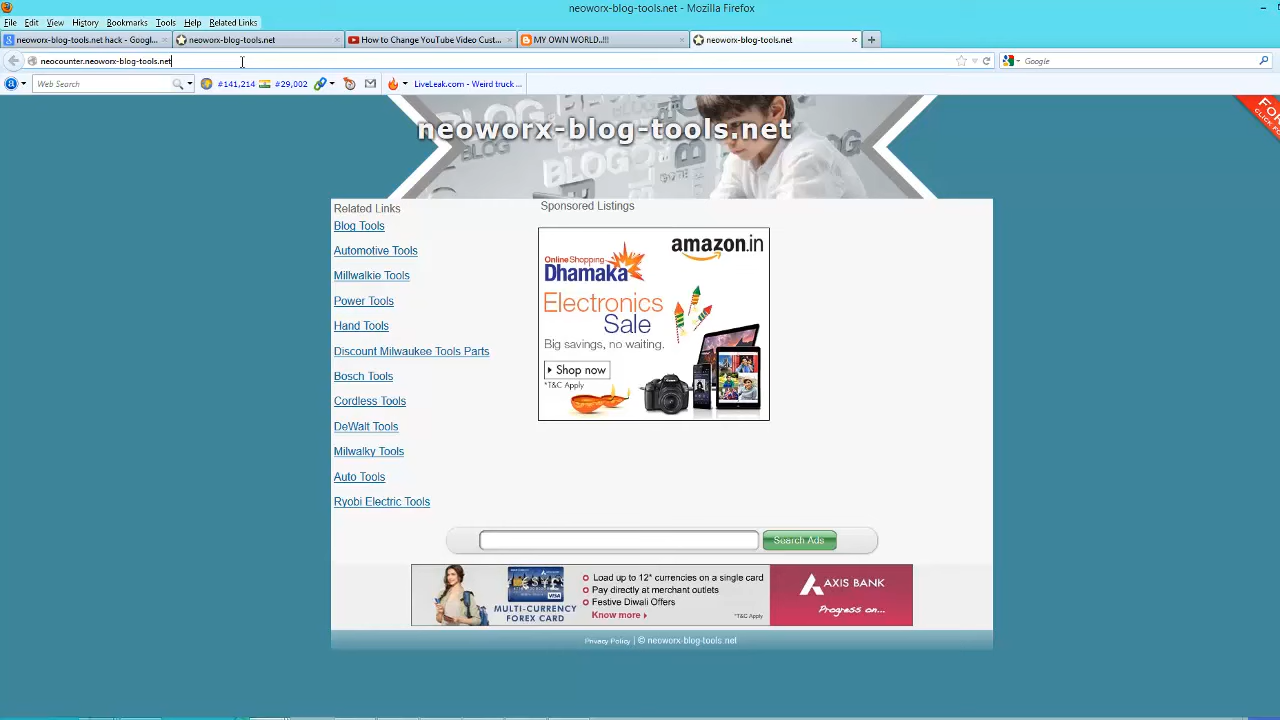 neoworx-blog-tools.net - Mozilla Firefox
File Edit View History Bookmarks Tools Help Related Links
neoworx-blog-tools.net hack - Googl...
neoworx-blog-tools.net
How to Change YouTube Video Cust...
MY OWN WORLD..!!!
neoworx-blog-tools.net
neocounter.neoworx-blog-tools.net
Google
Web Search
#141,214
#29,002
LiveLeak.com - Weird truck ...
BLOG
BLOG
BLOG
neoworx-blog-tools.net
FOR
CLICK FO
Related Links
Blog Tools
Automotive Tools
Millwalkie Tools
Power Tools
Hand Tools
Discount Milwaukee Tools Parts
Bosch Tools
Cordless Tools
DeWalt Tools
Milwalky Tools
Auto Tools
Ryobi Electric Tools
Sponsored Listings
amazon.in
Online Shopping
Dhamaka
Electronics
Sale
Big savings, no waiting.
Shop now
*T&C Apply
Search Ads
MULTI-CURRENCY
FOREX CARD
Load up to 12* currencies on a single card
Pay directly at merchant outlets
Festive Diwali Offers
Know more
*T&C Apply
AXIS BANK
Progress on...
Privacy Policy | © neoworx-blog-tools.net